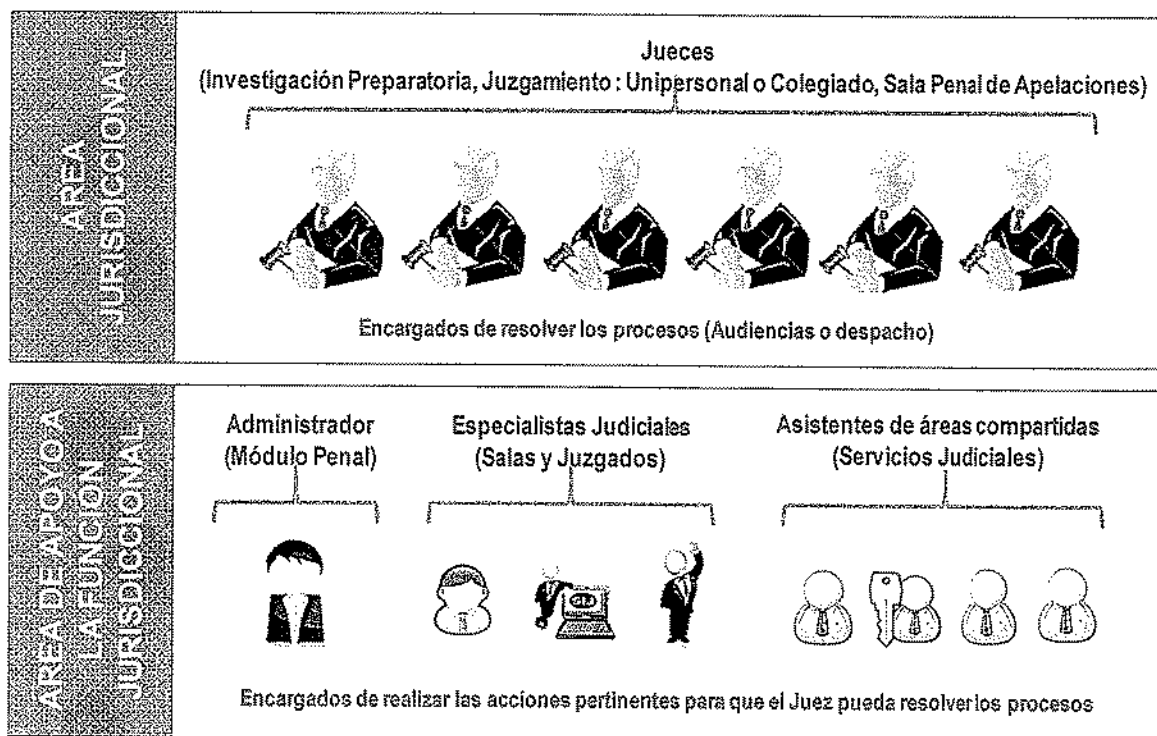 ÁREA
JURISDICCIONAL
Jueces
(Investigación Preparatoria, Juzgamiento : Unipersonal o Colegiado, Sala Penal de Apelaciones)
Encargados de resolver los procesos (Audiencias o despacho)
ÁREA DE APOYO A
LA FUNCIÓN
JURISDICCIONAL
Administrador
(Módulo Penal)
Especialistas Judiciales
(Salas y Juzgados)
Asistentes de áreas compartidas
(Servicios Judiciales)
Encargados de realizar las acciones pertinentes para que el Juez pueda resolver los procesos